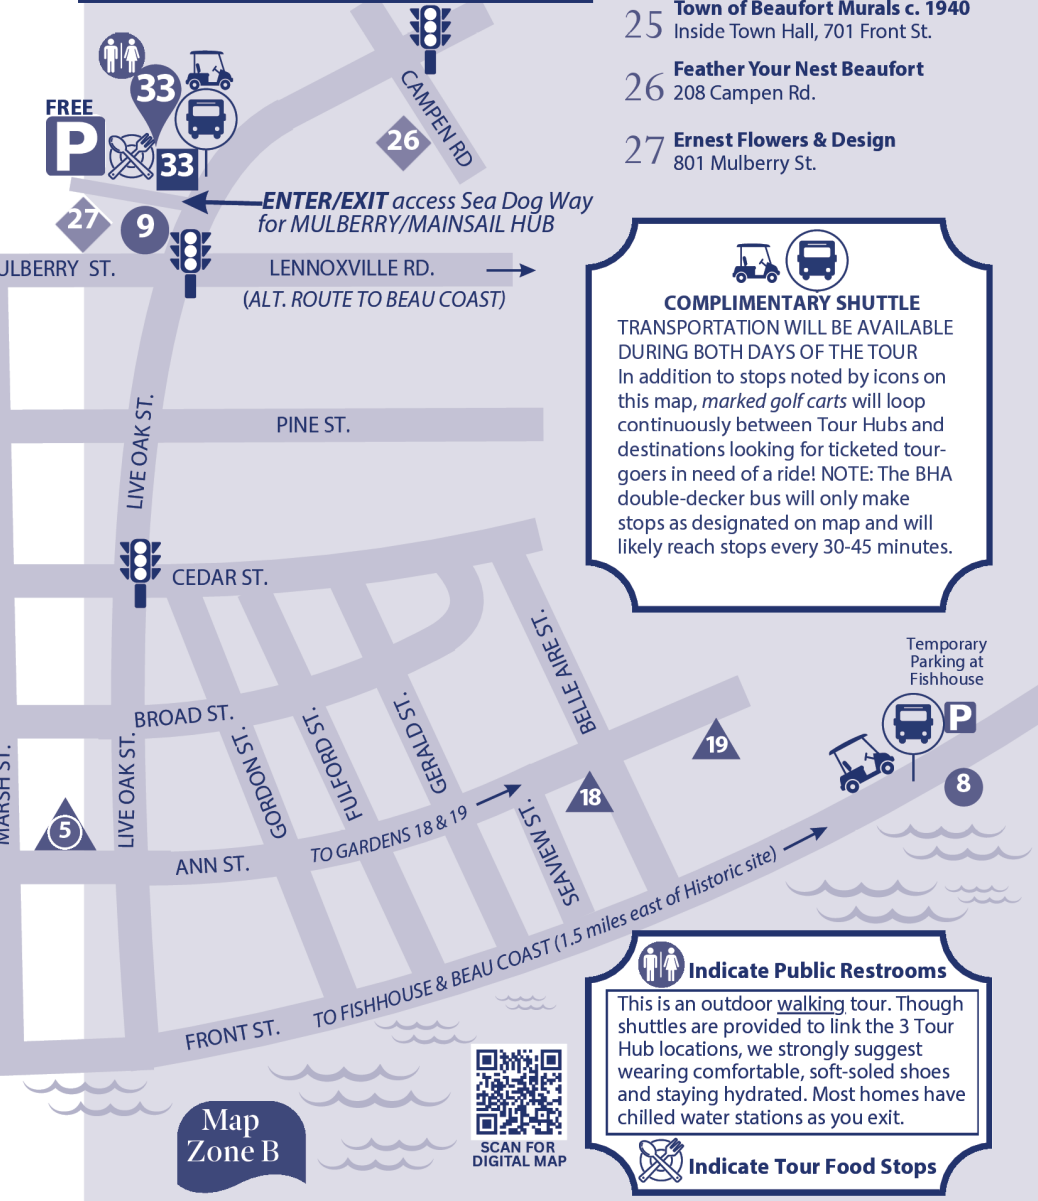 25 Town of Beaufort Murals c. 1940
Inside Town Hall, 701 Front St.
26 Feather Your Nest Beaufort
208 Campen Rd.
27 Ernest Flowers & Design
801 Mulberry St.
33
FREE
P
33
CAMPEN RD
26
27
9
ENTER/EXIT access Sea Dog Way
for MULBERRY/MAINSAIL HUB
ULBERRY ST.
LENNOXVILLE RD.
(ALT. ROUTE TO BEAU COAST)
COMPLIMENTARY SHUTTLE
TRANSPORTATION WILL BE AVAILABLE
DURING BOTH DAYS OF THE TOUR
In addition to stops noted by icons on
this map, marked golf carts will loop
continuously between Tour Hubs and
destinations looking for ticketed tour-
goers in need of a ride! NOTE: The BHA
double-decker bus will only make
stops as designated on map and will
likely reach stops every 30-45 minutes.
LIVE OAK ST.
PINE ST.
CEDAR ST.
BROAD ST.
GORDON ST.
FULFORD ST.
GERALD ST.
BELLE AIRE ST.
Temporary
Parking at
Fishhouse
P
8
19
18
MARSH ST.
5
LIVE OAK ST.
ANN ST.
TO GARDENS 18 & 19
SEAVIEW ST.
FRONT ST.
TO FISHHOUSE & BEAU COAST (1.5 miles east of Historic site)
Map
Zone B
SCAN FOR
DIGITAL MAP
Indicate Public Restrooms
This is an outdoor walking tour. Though
shuttles are provided to link the 3 Tour
Hub locations, we strongly suggest
wearing comfortable, soft-soled shoes
and staying hydrated. Most homes have
chilled water stations as you exit.
Indicate Tour Food Stops